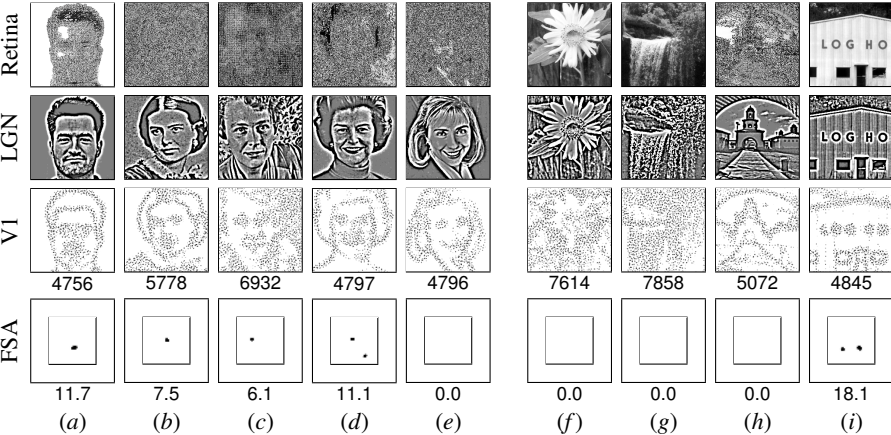 Retina
LOG HO
LGN
LOG HO
V1
4756 5778 6932 4797 4796 7614 7858 5072 4845
FSA
11.7 7.5 6.1 11.1 0.0 0.0 0.0 0.0 18.1
(a) (b) (c) (d) (e) (f) (g) (h) (i)